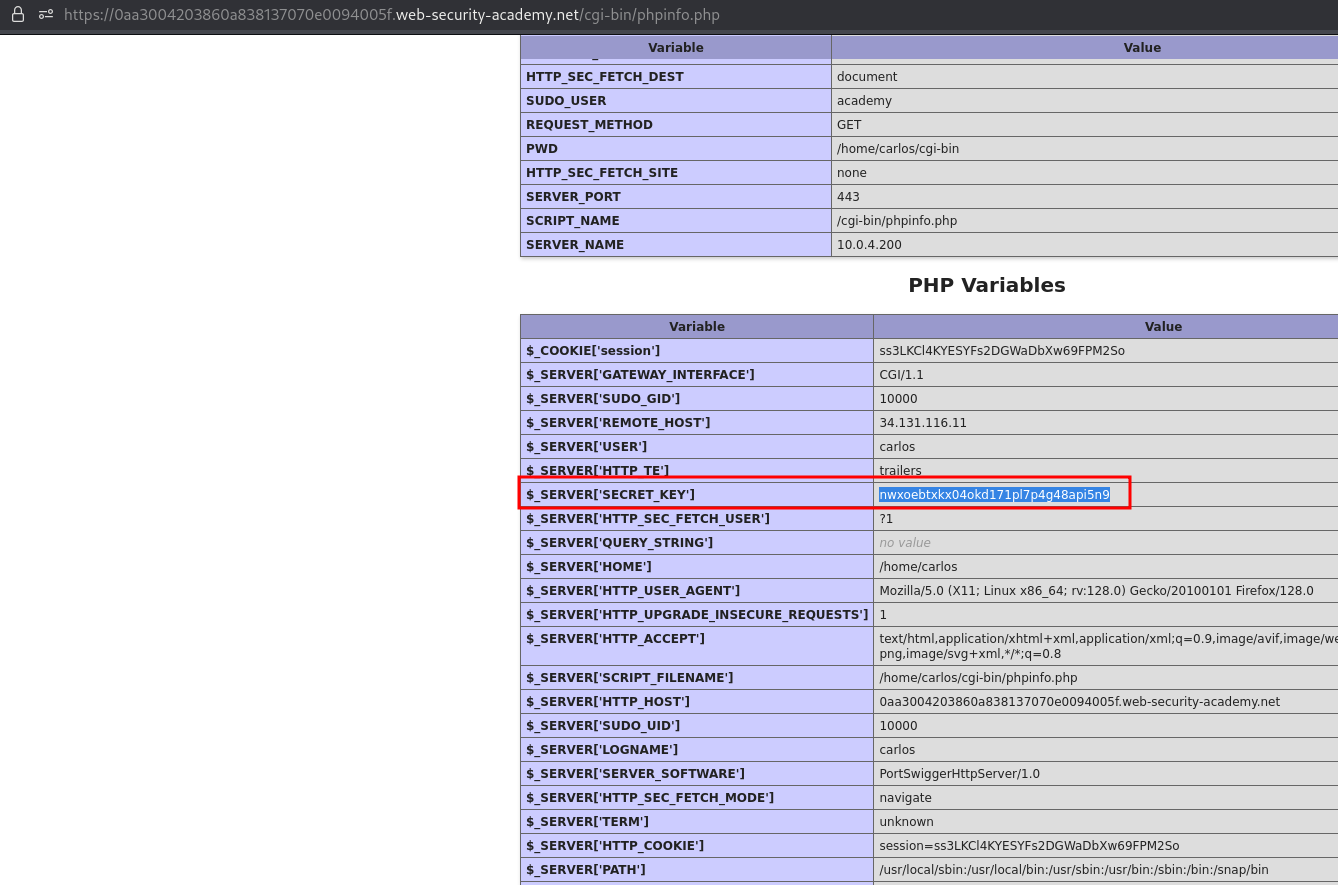 https://0aa3004203860a838137070e0094005f.web-security-academy.net/cgi-bin/phpinfo.php
Variable Value
HTTP_SEC_FETCH_DEST document
SUDO_USER academy
REQUEST_METHOD GET
PWD /home/carlos/cgi-bin
HTTP_SEC_FETCH_SITE none
SERVER_PORT 443
SCRIPT_NAME /cgi-bin/phpinfo.php
SERVER_NAME 10.0.4.200
PHP Variables
Variable Value
$_COOKIE['session'] ss3LKCl4KYESYFs2DGWaDbXw69FPM2So
$_SERVER['GATEWAY_INTERFACE'] CGI/1.1
$_SERVER['SUDO_GID'] 10000
$_SERVER['REMOTE_HOST'] 34.131.116.11
$_SERVER['USER'] carlos
$_SERVER['HTTP_TE'] trailers
$_SERVER['SECRET_KEY'] nwxoebtxkx04okd171pl7p4g48api5n9
$_SERVER['HTTP_SEC_FETCH_USER'] ?1
$_SERVER['QUERY_STRING'] no value
$_SERVER['HOME'] /home/carlos
$_SERVER['HTTP_USER_AGENT'] Mozilla/5.0 (X11; Linux x86_64; rv:128.0) Gecko/20100101 Firefox/128.0
$_SERVER['HTTP_UPGRADE_INSECURE_REQUESTS'] 1
$_SERVER['HTTP_ACCEPT'] text/html,application/xhtml+xml,application/xml;q=0.9,image/avif,image/we
png,image/svg+xml,*/*;q=0.8
$_SERVER['SCRIPT_FILENAME'] /home/carlos/cgi-bin/phpinfo.php
$_SERVER['HTTP_HOST'] 0aa3004203860a838137070e0094005f.web-security-academy.net
$_SERVER['SUDO_UID'] 10000
$_SERVER['LOGNAME'] carlos
$_SERVER['SERVER_SOFTWARE'] PortSwiggerHttpServer/1.0
$_SERVER['HTTP_SEC_FETCH_MODE'] navigate
$_SERVER['TERM'] unknown
$_SERVER['HTTP_COOKIE'] session=ss3LKCl4KYESYFs2DGWaDbXw69FPM2So
$_SERVER['PATH'] /usr/local/sbin:/usr/local/bin:/usr/sbin:/usr/bin:/sbin:/bin:/snap/bin